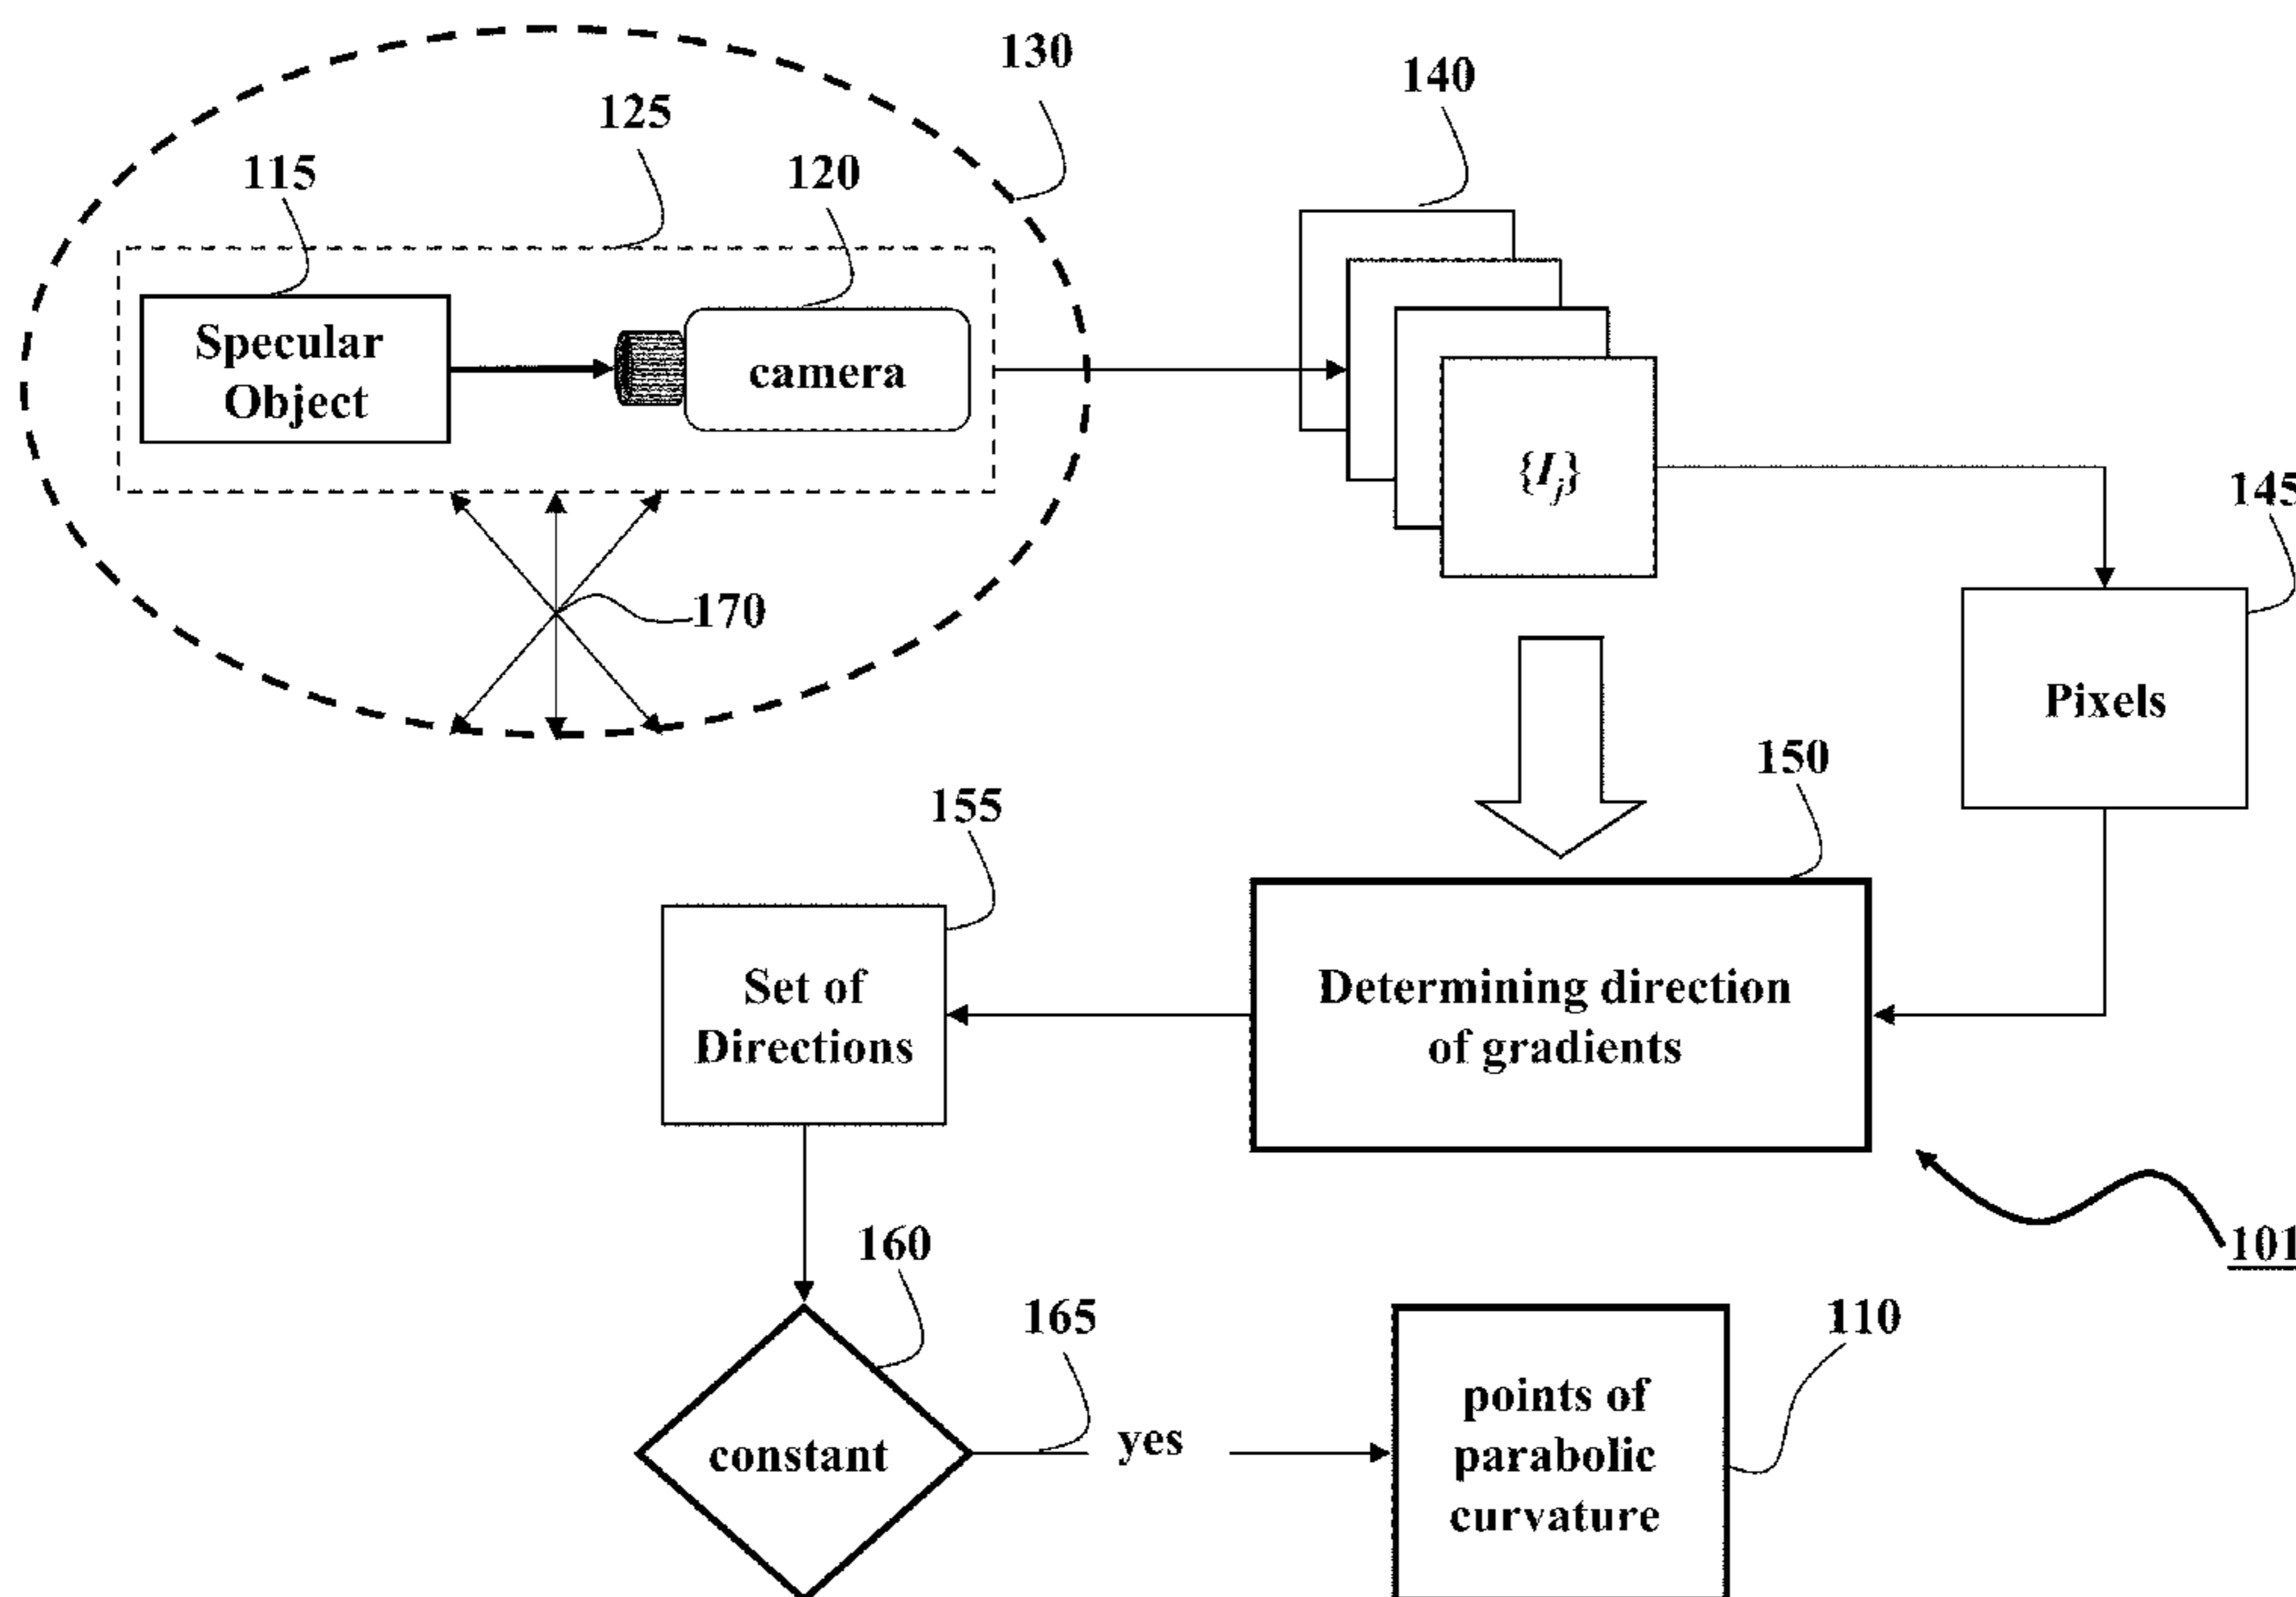 130
140
125
115
120
Specular
Object
camera
{Ij}
145
170
Pixels
150
155
Set of
Directions
Determining direction
of gradients
160
101
165
110
constant
yes
points of
parabolic
curvature